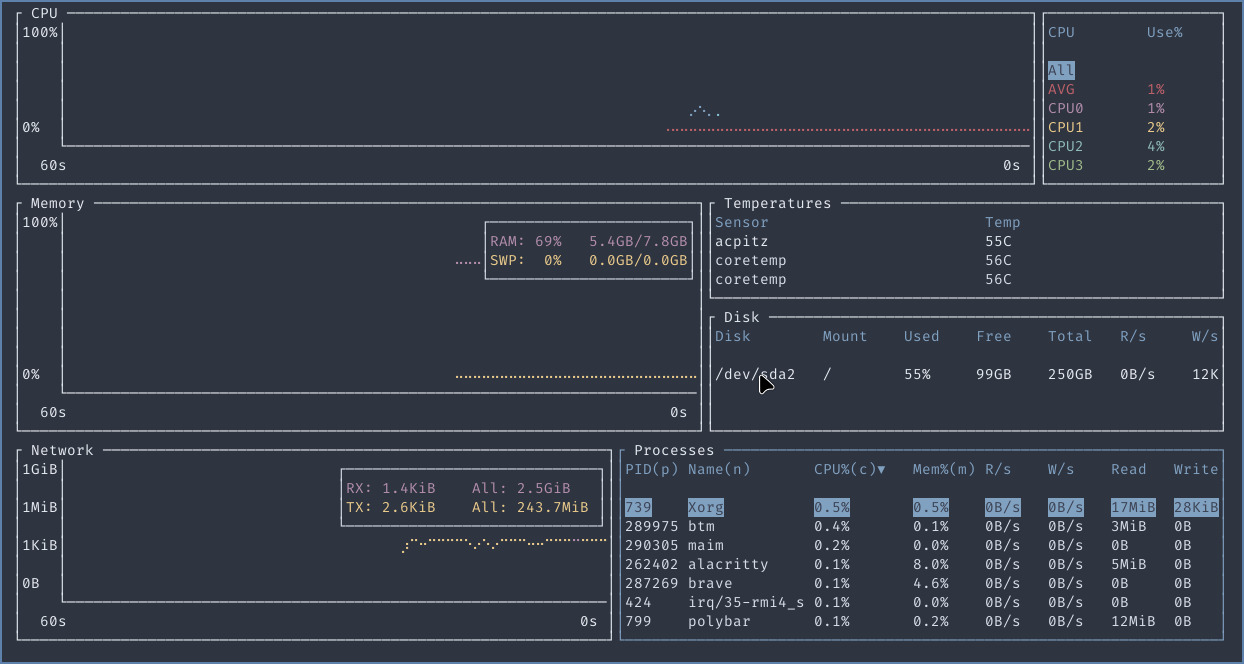 CPU
100%
0%
60s 0s
CPU Use%
All
AVG 1%
CPU0 1%
CPU1 2%
CPU2 4%
CPU3 2%
Memory
100%
RAM: 69% 5.4GB/7.8GB
SWP: 0% 0.0GB/0.0GB
0%
60s 0s
Temperatures
Sensor Temp
acpitz 55C
coretemp 56C
coretemp 56C
Disk
Disk Mount Used Free Total R/s W/s
/dev/sda2 / 55% 99GB 250GB 0B/s 12K
Network
1GiB
RX: 1.4KiB All: 2.5GiB
1MiB
TX: 2.6KiB All: 243.7MiB
1KiB
0B
60s 0s
Processes
PID(p) Name(n) CPU%(c)▼ Mem%(m) R/s W/s Read Write
739 Xorg 0.5% 0.5% 0B/s 0B/s 17MiB 28KiB
289975 btm 0.4% 0.1% 0B/s 0B/s 3MiB 0B
290305 maim 0.2% 0.0% 0B/s 0B/s 0B 0B
262402 alacritty 0.1% 8.0% 0B/s 0B/s 5MiB 0B
287269 brave 0.1% 4.6% 0B/s 0B/s 0B 0B
424 irq/35-rmi4_s 0.1% 0.0% 0B/s 0B/s 0B 0B
799 polybar 0.1% 0.2% 0B/s 0B/s 12MiB 0B